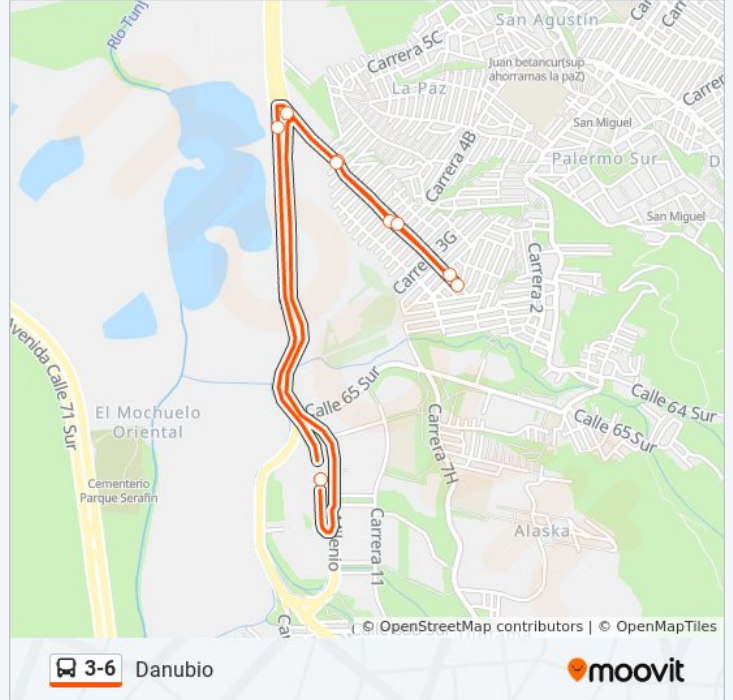 Río Tunj
San Agustín
Carrera 5C
Juan betancur(sup
ahorramas la paZ)
La Paz
Carrer
San Miguel
Carrera 4B
Palermo Sur
San Miguel
Carrera 3G
Carrera 2
Avenida Calle 71 Sur
Calle 65 Sur
Calle 64 Sur
Calle 65 Sur
El Mochuelo
Oriental
Carrera 7H
Cementerio
Parque Serafín
Carrera 11
Alaska
© OpenStreetMap contributors | © OpenMapTiles
3-6 Danubio
moovit